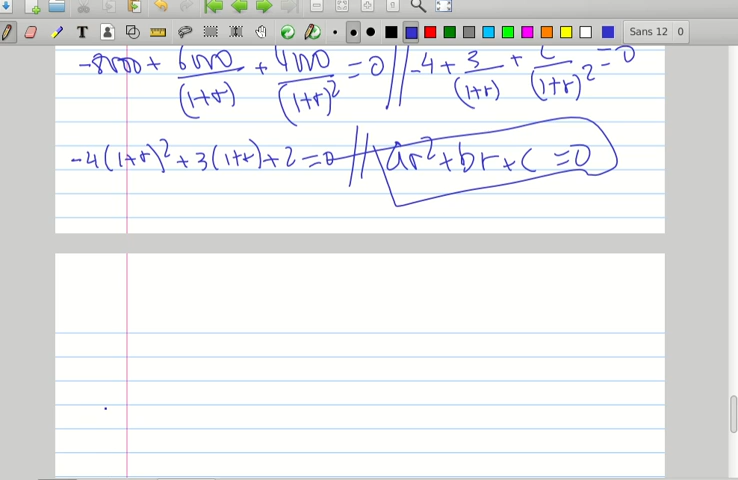 Sans 12 0
-8000 + 6000/(1+r) + 4000/(1+r)² = 0 // -4 + 3/(1+r) + 2/(1+r)² = 0
-4(1+r)² + 3(1+r) + 2 = 0 // ar² + br + c = 0